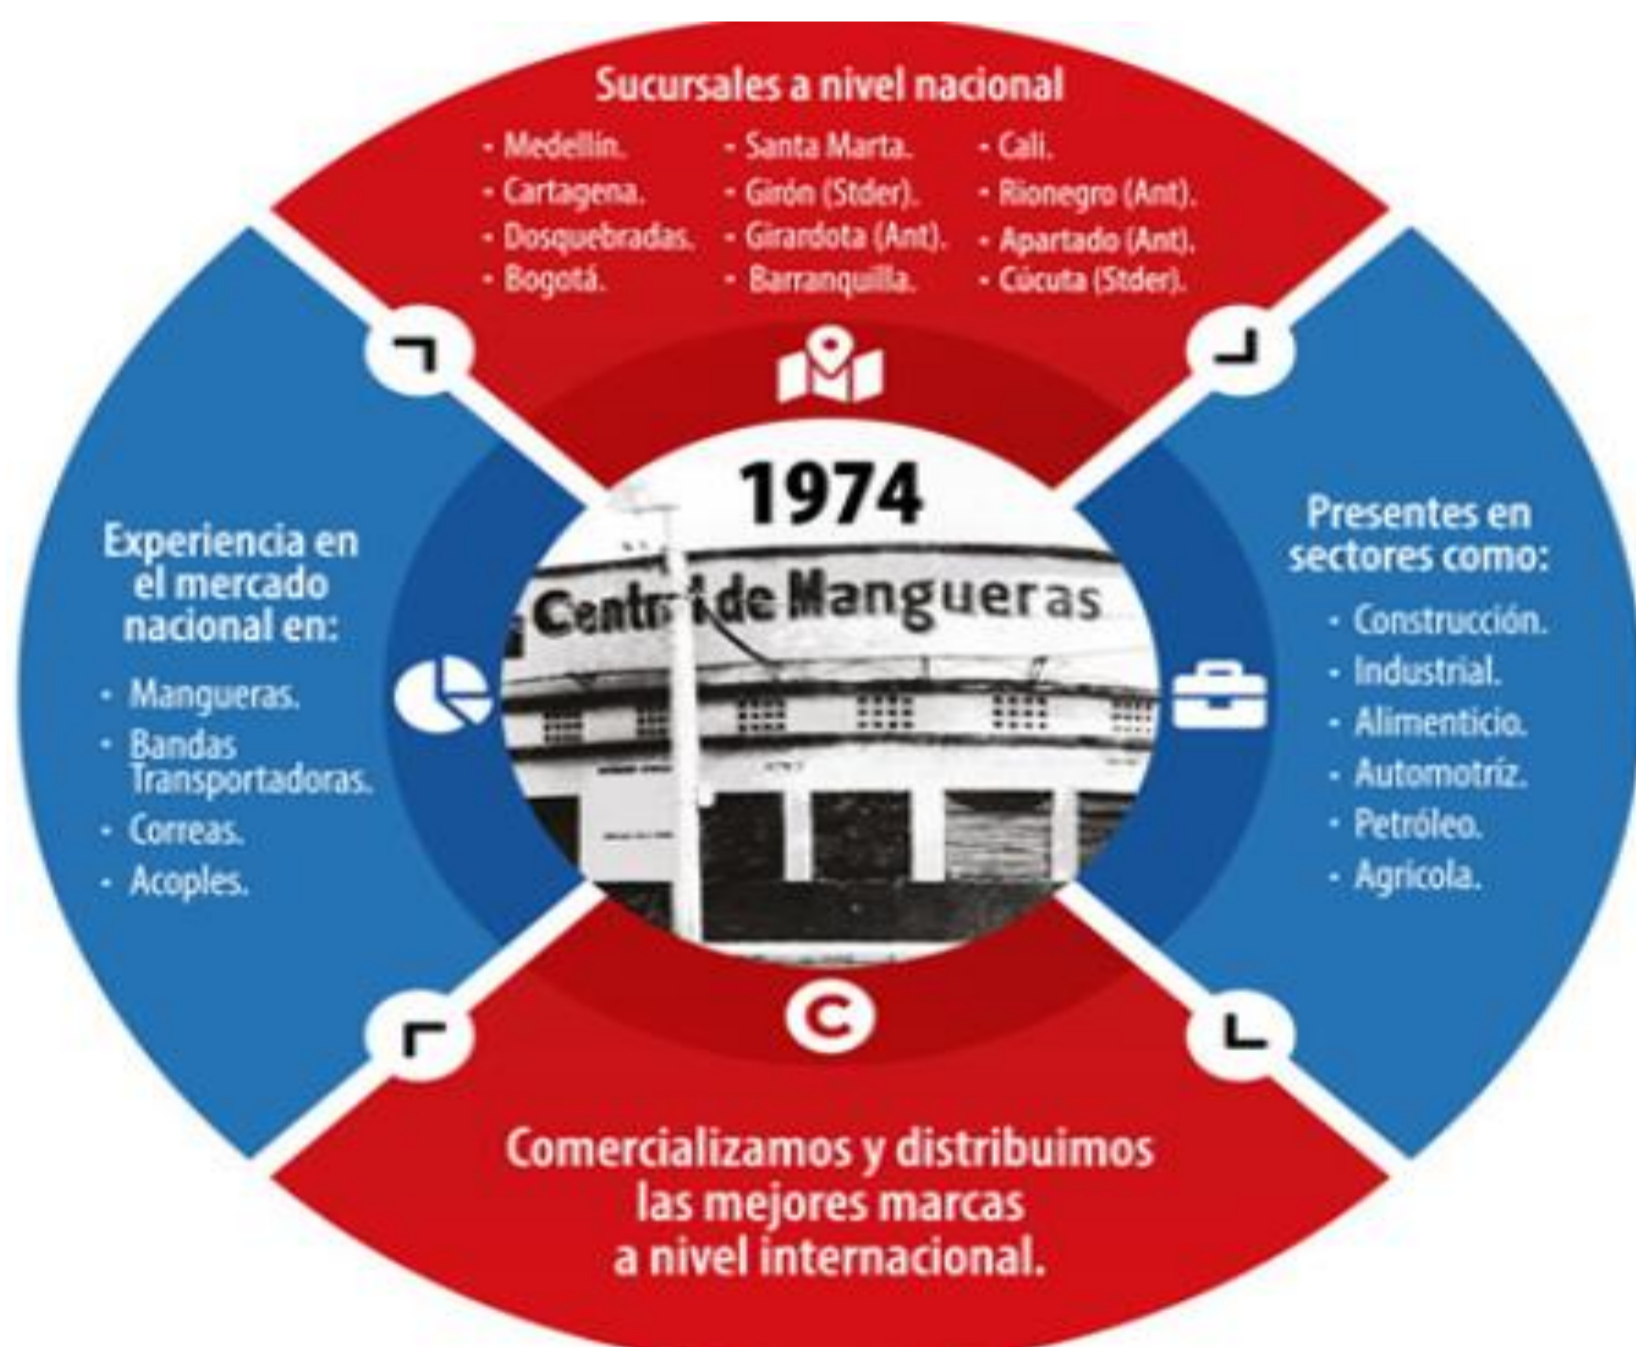 Sucursales a nivel nacional
- Medellín.
- Cartagena.
- Dosquebradas.
- Bogotá.
- Santa Marta.
- Girón (Stder).
- Girardota (Ant).
- Barranquilla.
- Cali.
- Rionegro (Ant).
- Apartado (Ant).
- Cúcuta (Stder).
Experiencia en
el mercado
nacional en:
• Mangueras.
• Bandas
Transportadoras.
• Correas.
• Acoples.
1974
Central de Mangueras
Presentes en
sectores como:
• Construcción.
• Industrial.
• Alimenticio.
• Automotríz.
• Petróleo.
• Agricola.
C
Comercializamos y distribuimos
las mejores marcas
a nivel internacional.